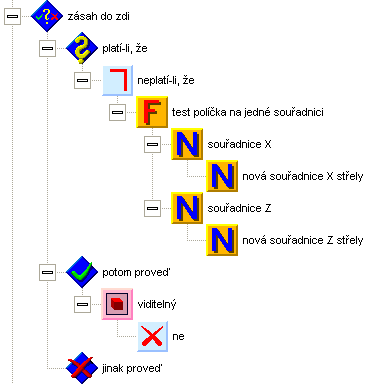 zásah do zdi
platí-li, že
neplatí-li, že
test políčka na jedné souřadnici
souřadnice X
nová souřadnice X střely
souřadnice Z
nová souřadnice Z střely
potom proveď
viditelný
ne
jinak proveď